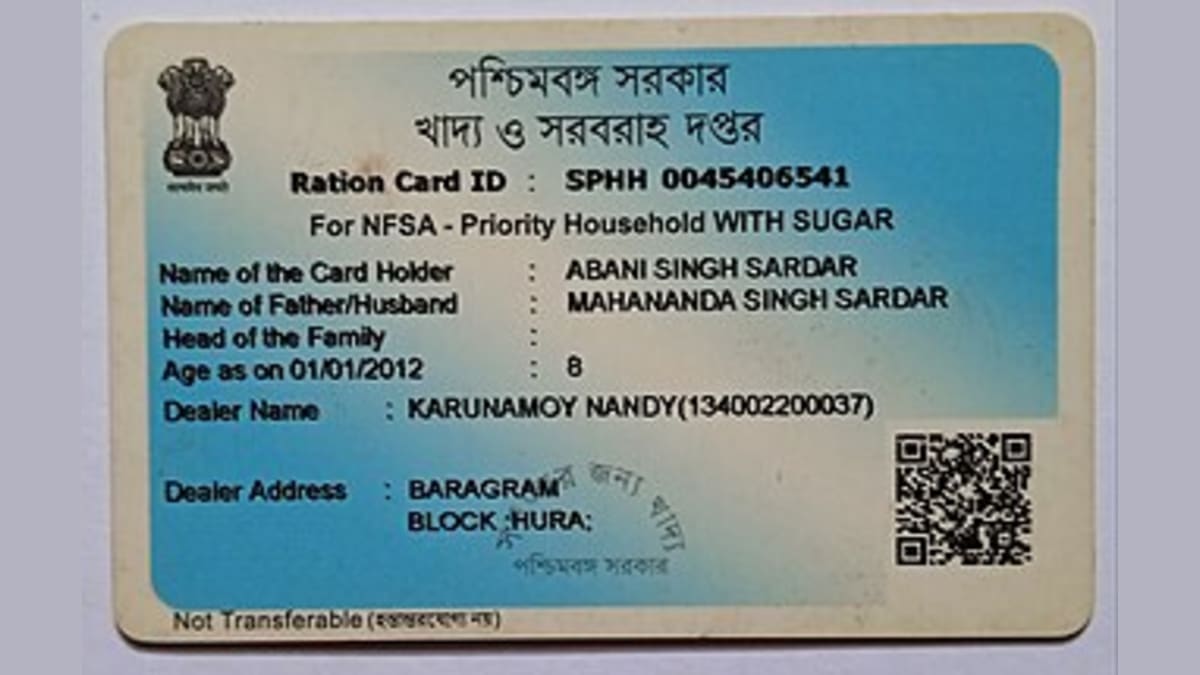 পশ্চিমবঙ্গ সরকার
খাদ্য ও সরবরাহ দপ্তর
Ration Card ID : SPHH 0045406541
For NFSA - Priority Household WITH SUGAR
Name of the Card Holder : ABANI SINGH SARDAR
Name of Father/Husband : MAHANANDA SINGH SARDAR
Head of the Family :
Age as on 01/01/2012 : 8
Dealer Name : KARUNAMOY NANDY(134002200037)
Dealer Address : BARAGRAM
BLOCK :HURA;
জন্য খাদ্য
পশ্চিমবঙ্গ সরকার
Not Transferable (হস্তান্তরযোগ্য নয়)